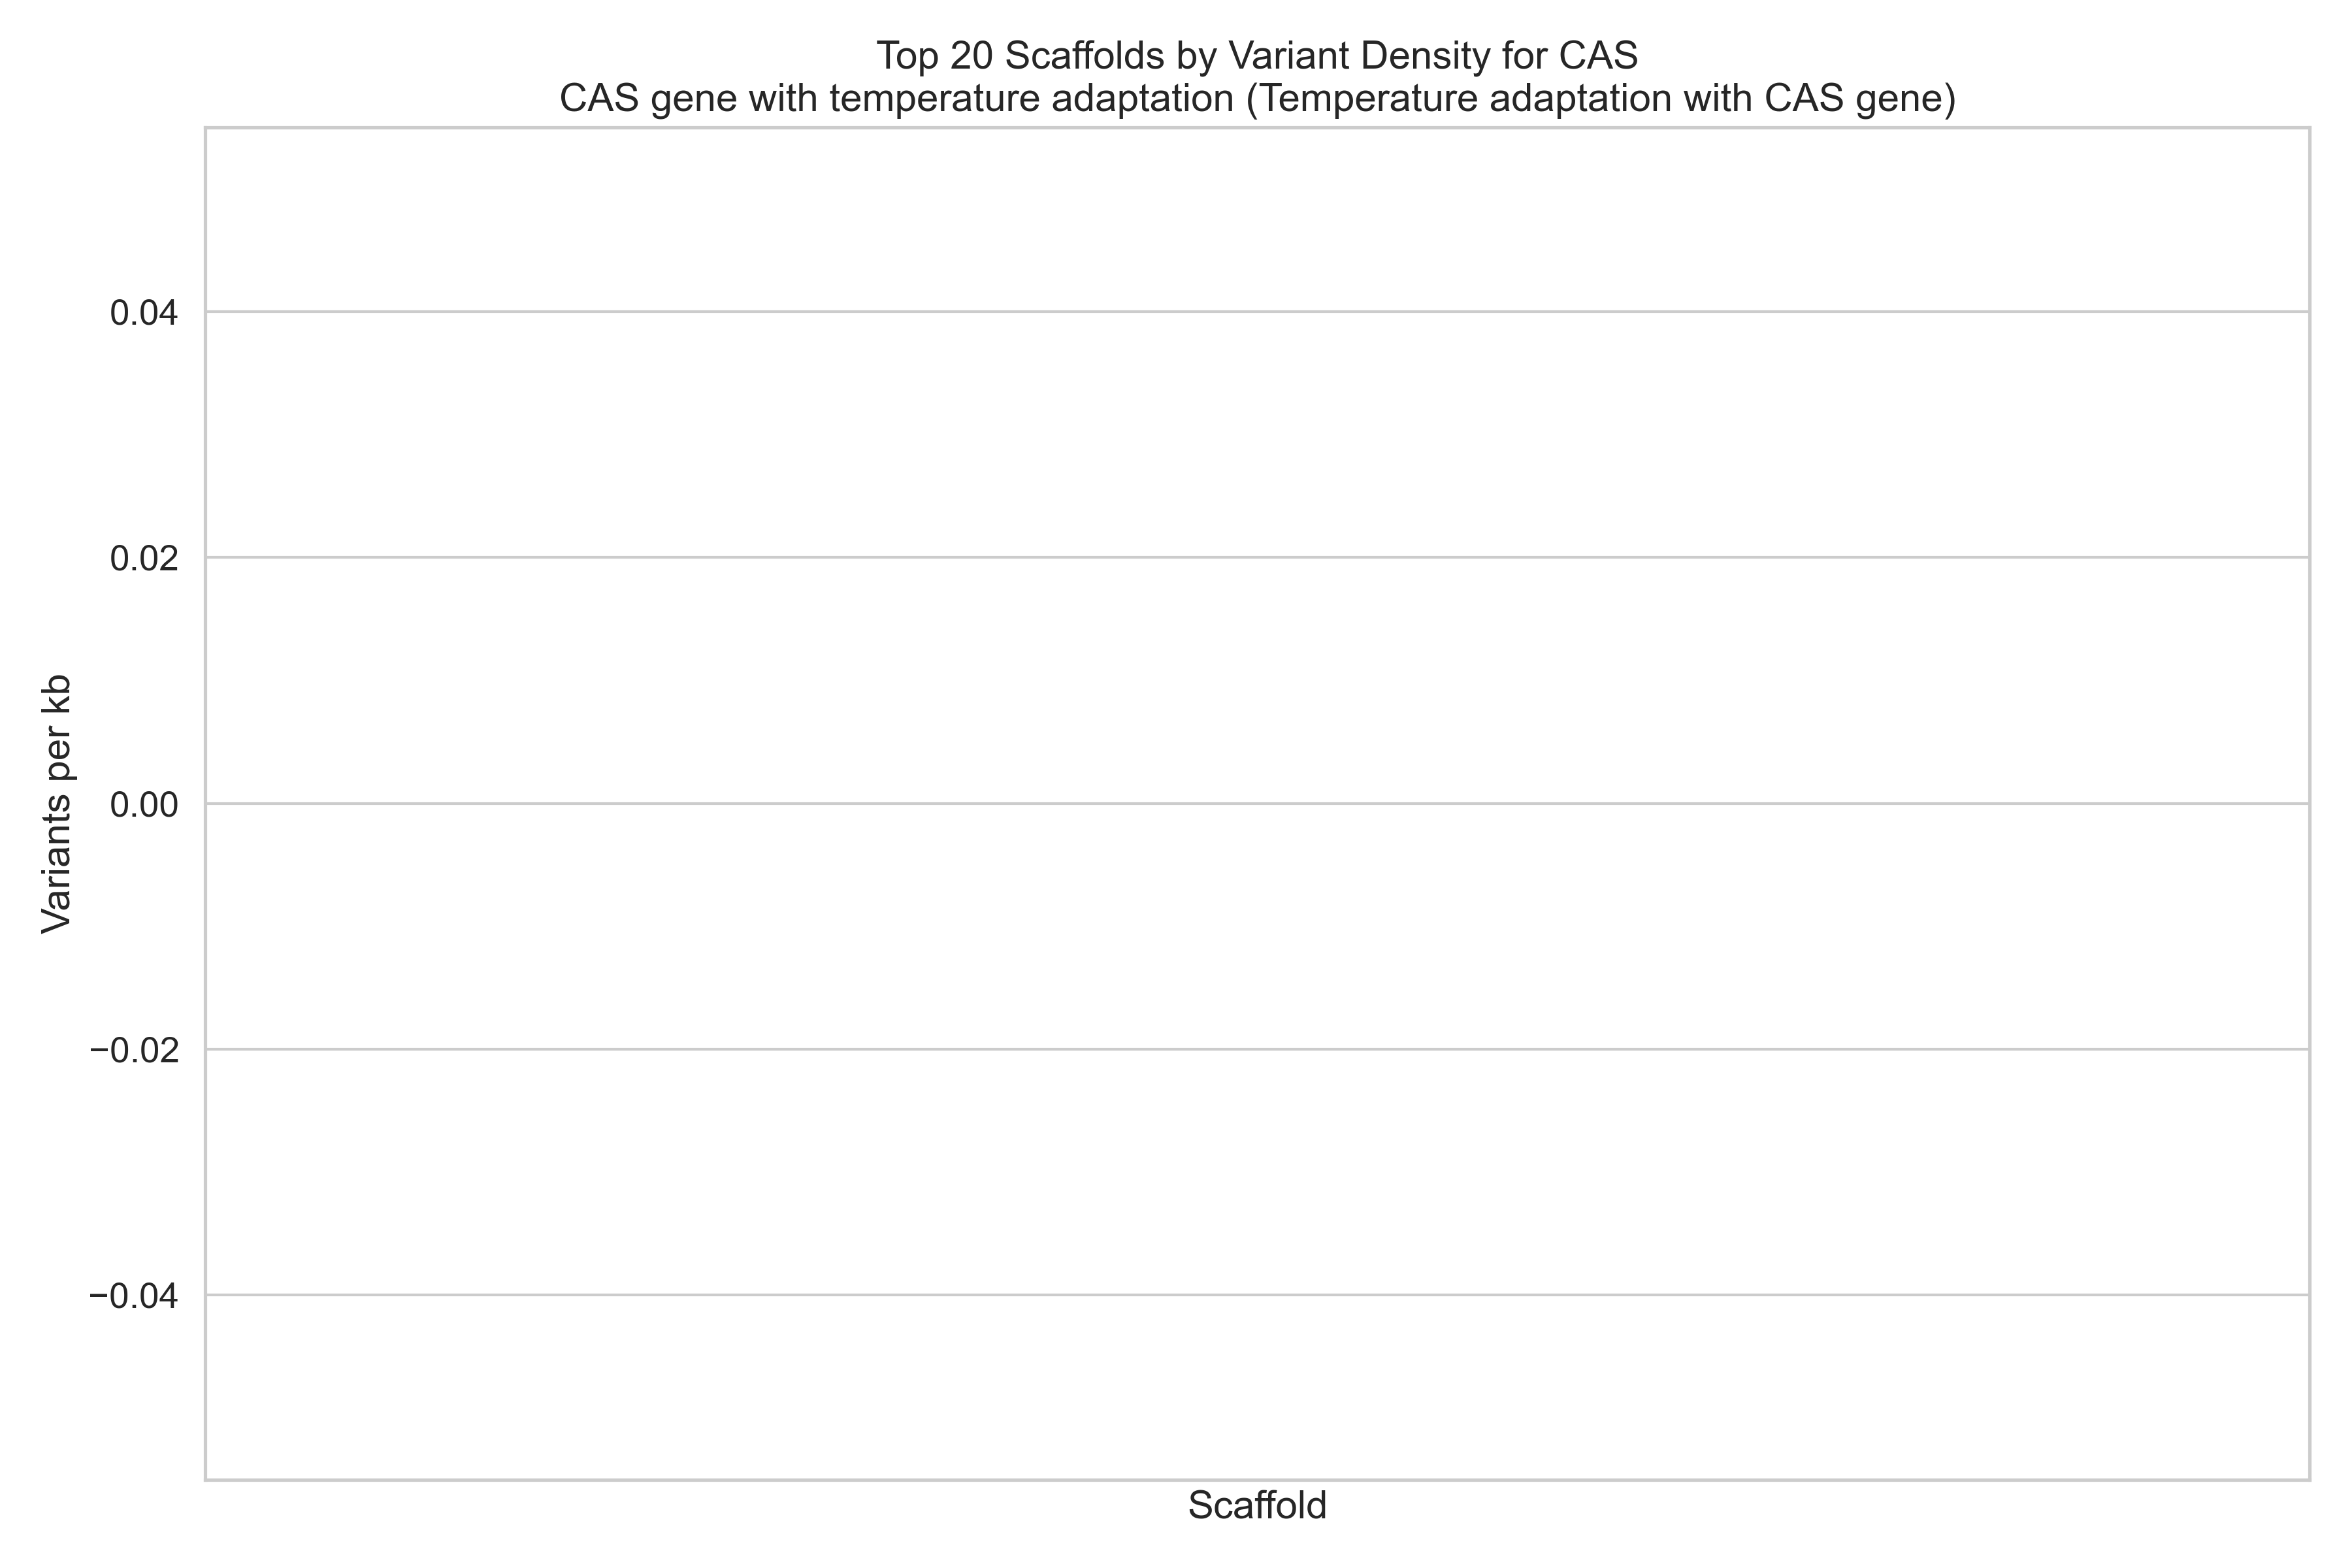 Top 20 Scaffolds by Variant Density for CAS
CAS gene with temperature adaptation (Temperature adaptation with CAS gene)
Variants per kb
0.04
0.02
0.00
−0.02
−0.04
Scaffold